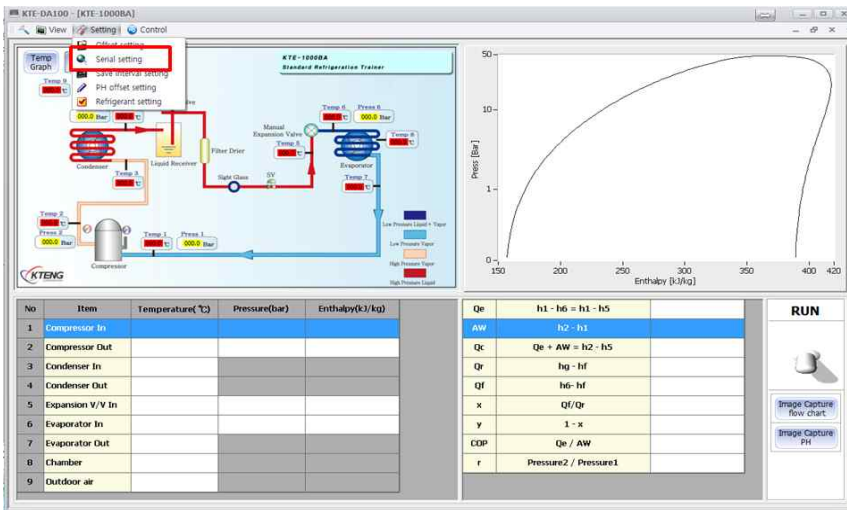 KTE-DA100 - [KTE-1000BA]
View Setting Control
Offset setting
Serial setting
Save interval setting
PH offset setting
Refrigerant setting
Temp
Graph
KTE-1000BA
Standard Refrigeration Trainer
Temp 9
000.0 Bar
Temp 6 Press 6
000.0 Bar
Manual
Expansion Valve
Temp 5
Temp 8
Filter Drier
Condenser
Liquid Receiver
Evaporator
Temp 3
Sight Glass
SV
Temp 7
Temp 2
Press 2
000.0 Bar
Temp 1 Press 1
000.0 Bar
Compressor
Low Pressure Liquid + Vapor
Low Pressure Vapor
High Pressure Vapor
High Pressure Liquid
KTENG
Press [Bar]
50
10
1
0
150 200 250 300 350 400 420
Enthalpy [kJ/kg]
No Item Temperature(℃) Pressure(bar) Enthalpy(kJ/kg)
1 Compressor In
2 Compressor Out
3 Condenser In
4 Condenser Out
5 Expansion V/V In
6 Evaporator In
7 Evaporator Out
8 Chamber
9 Outdoor air
Qe h1 - h6 = h1 - h5
AW h2 - h1
Qc Qe + AW = h2 - h5
Qr hg - hf
Qf h6- hf
x Qf/Qr
y 1 - x
COP Qe / AW
r Pressure2 / Pressure1
RUN
Image Capture
flow chart
Image Capture
PH